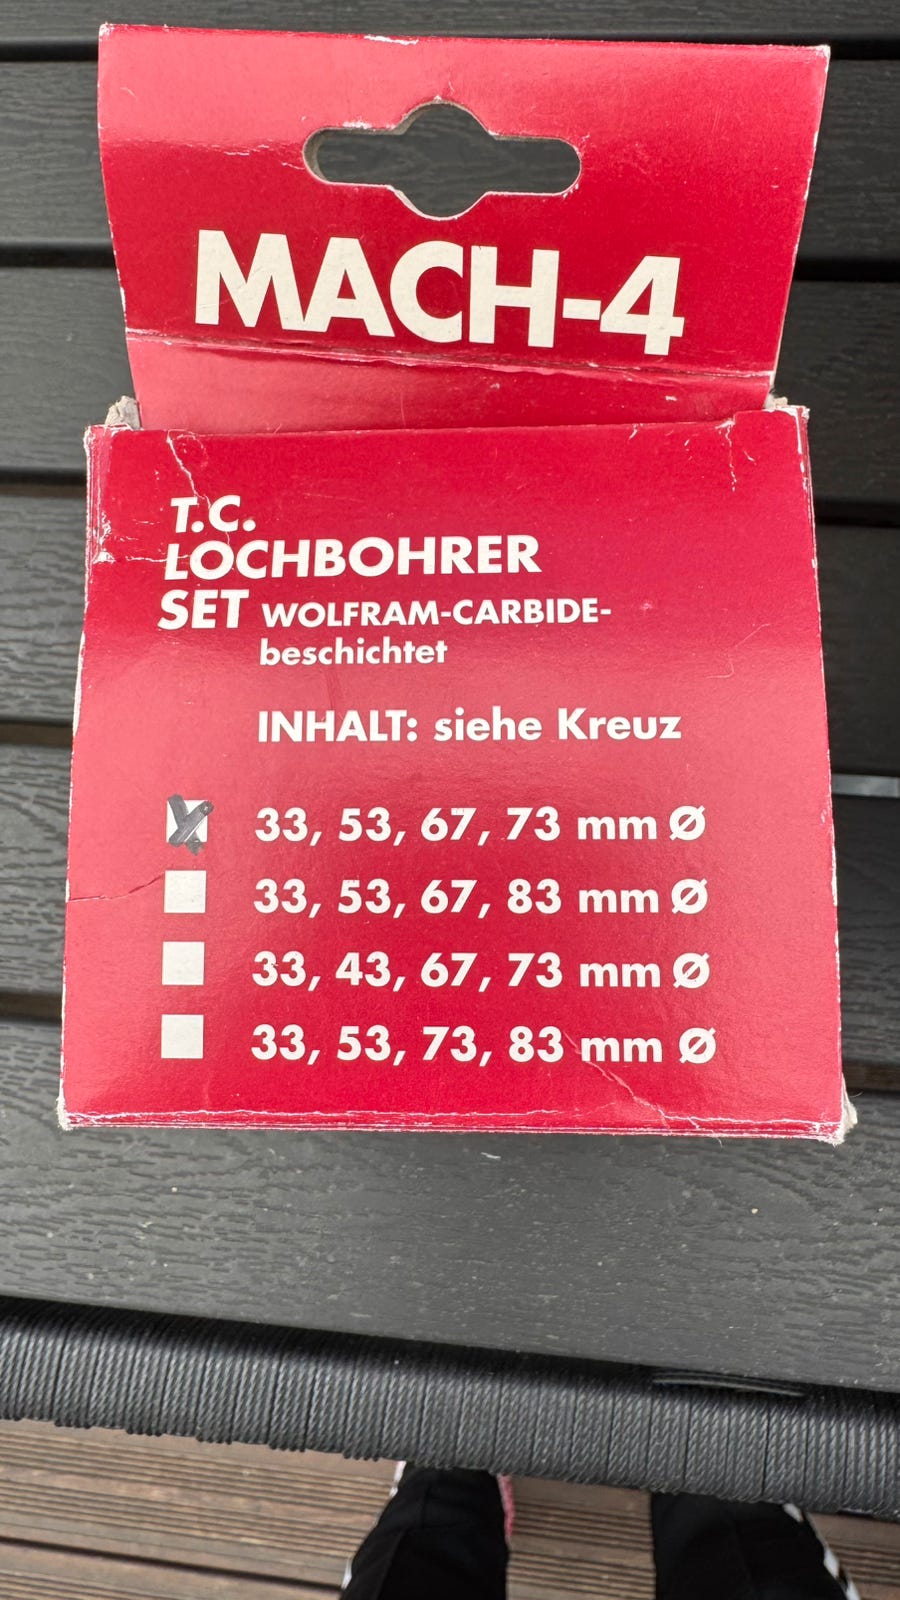 MACH-4
T.C.
LOCHBOHRER
SET WOLFRAM-CARBIDE-
beschichtet
INHALT: siehe Kreuz
33, 53, 67, 73 mm Ø
33, 53, 67, 83 mm Ø
33, 43, 67, 73 mm Ø
33, 53, 73, 83 mm Ø